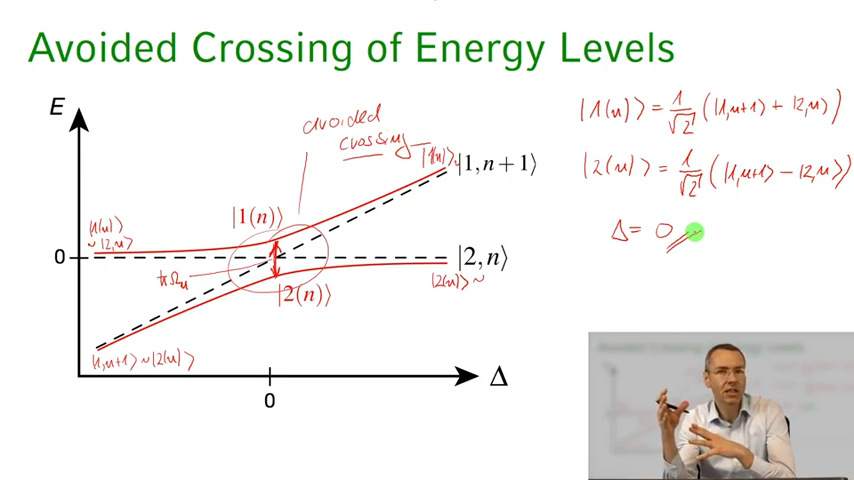 Avoided Crossing of Energy Levels
E
avoided
crossing
|1(n)⟩~
|1, n+1⟩
|1(n)⟩
|1(n)⟩
~|2,n⟩
0
|2, n⟩
ħΩₙ
|2(n)⟩
|2(n)⟩~
|1,n+1⟩~|2(n)⟩
Δ
0
|1(n)⟩ = 1/√2 (|1,n+1⟩ + |2,n⟩)
|2(n)⟩ = 1/√2 (|1,n+1⟩ − |2,n⟩)
Δ = 0